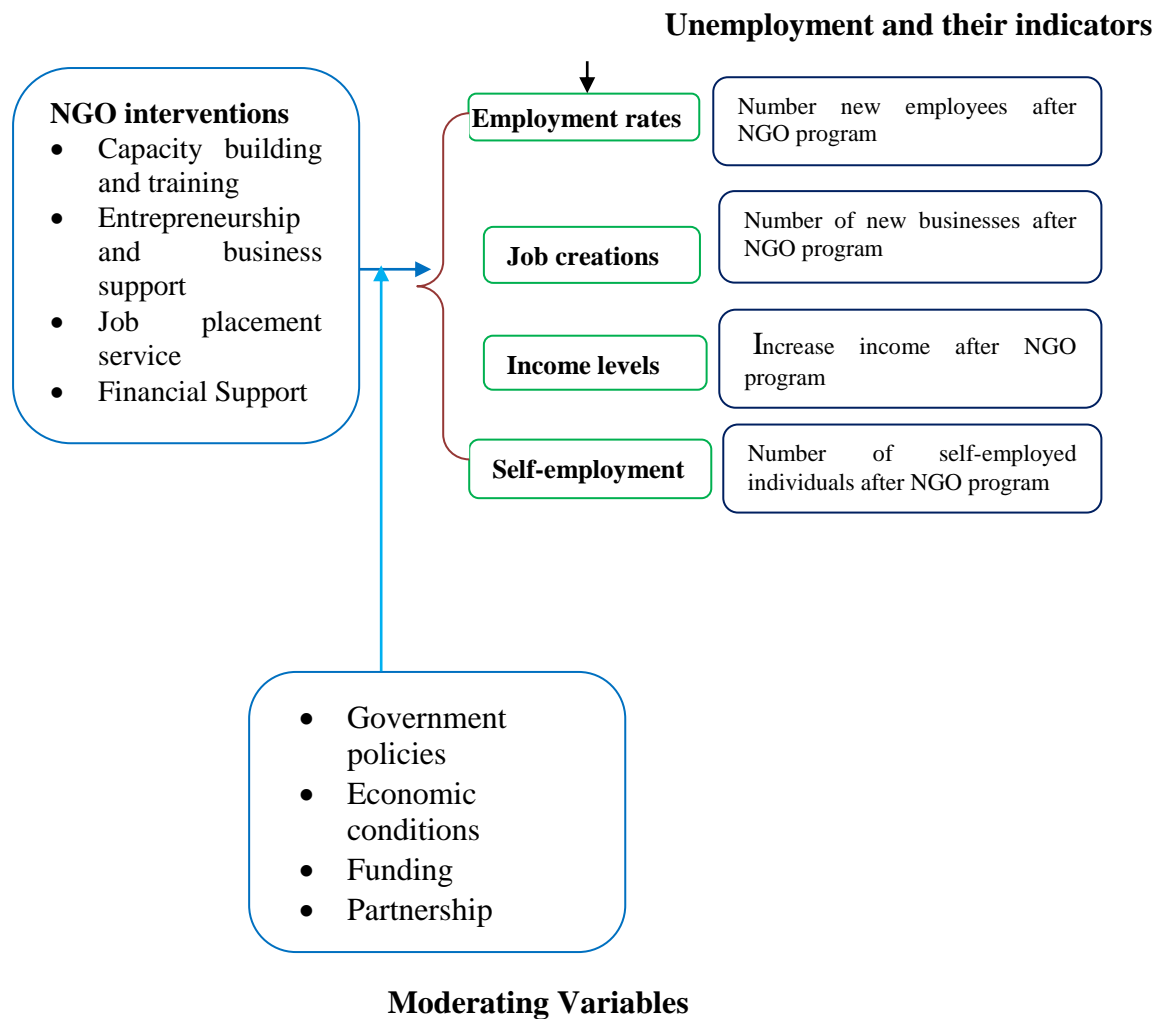 Unemployment and their indicators
NGO interventions
• Capacity building
and training
• Entrepreneurship
and business
support
• Job placement
service
• Financial Support
Employment rates
Number new employees after
NGO program
Job creations
Number of new businesses after
NGO program
Income levels
Increase income after NGO
program
Self-employment
Number of self-employed
individuals after NGO program
• Government
policies
• Economic
conditions
• Funding
• Partnership
Moderating Variables